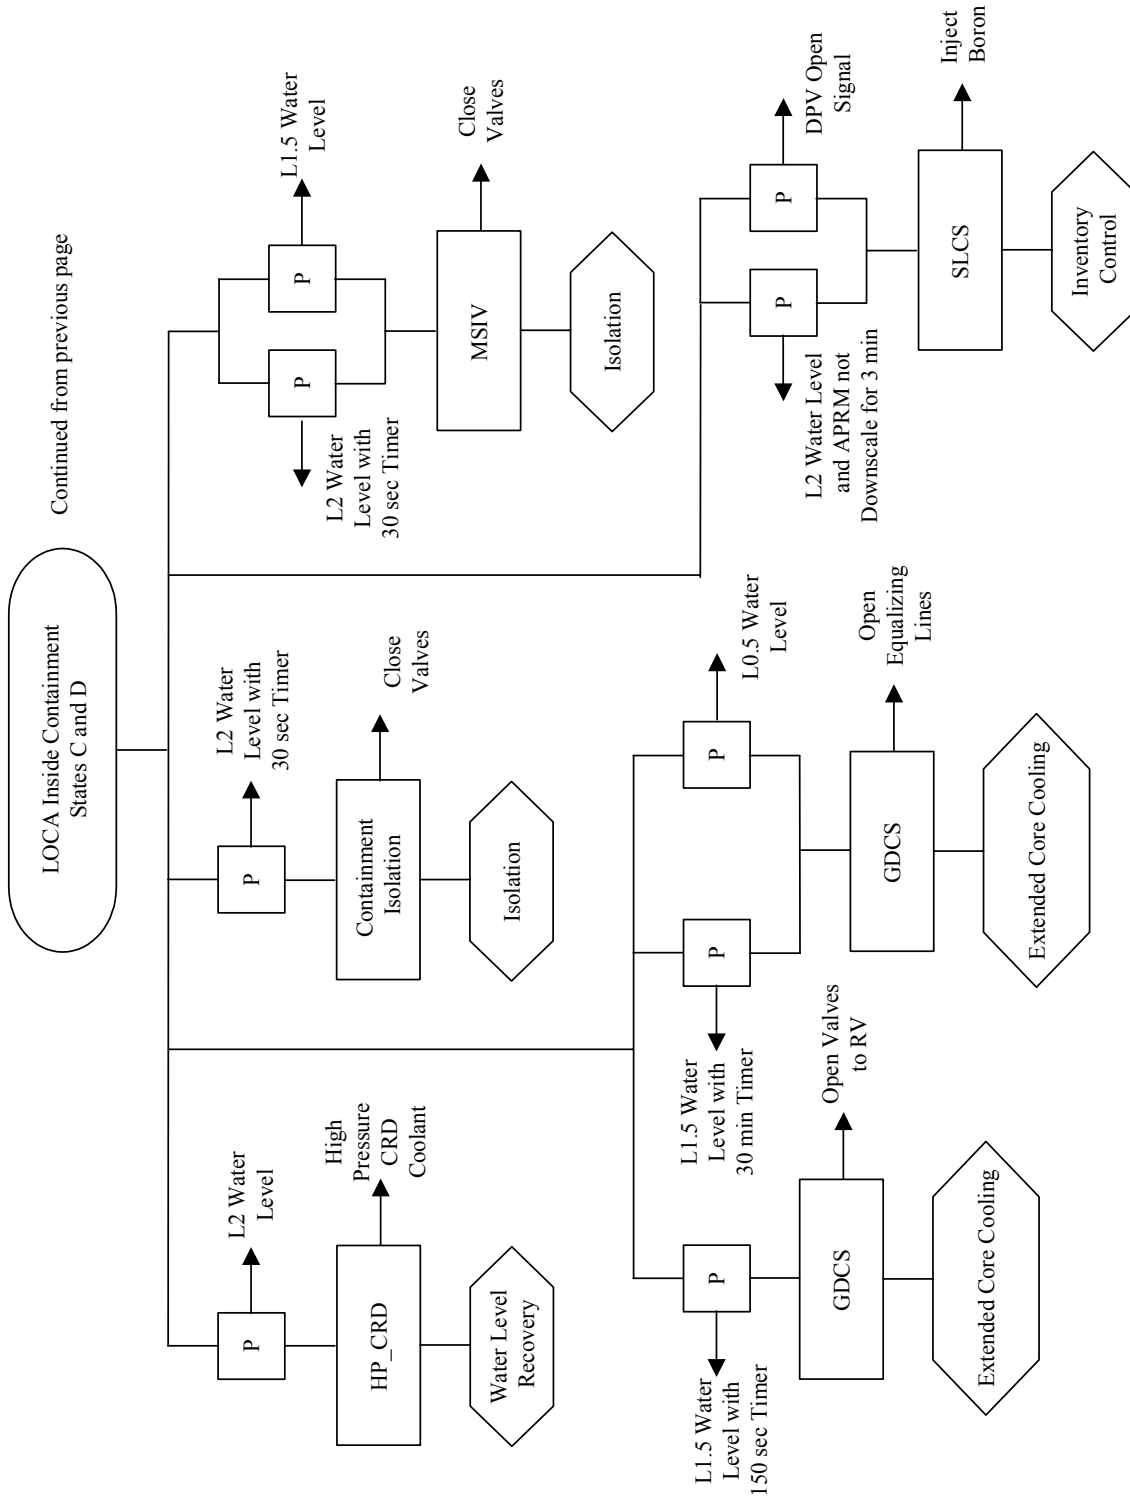 LOCA Inside Containment
States C and D
Continued from previous page
P
L2 Water
Level
HP_CRD
High
Pressure
CRD
Coolant
Water Level
Recovery
P
L2 Water
Level with
30 sec Timer
Containment
Isolation
Close
Valves
Isolation
P
L2 Water
Level with
30 sec Timer
P
L1.5 Water
Level
MSIV
Close
Valves
Isolation
P
L1.5 Water
Level with
150 sec Timer
GDCS
Open Valves
to RV
Extended Core Cooling
P
L1.5 Water
Level with
30 min Timer
P
L0.5 Water
Level
GDCS
Open
Equalizing
Lines
Extended Core Cooling
P
L2 Water Level
and APRM not
Downscale for 3 min
P
DPV Open
Signal
SLCS
Inject
Boron
Inventory
Control